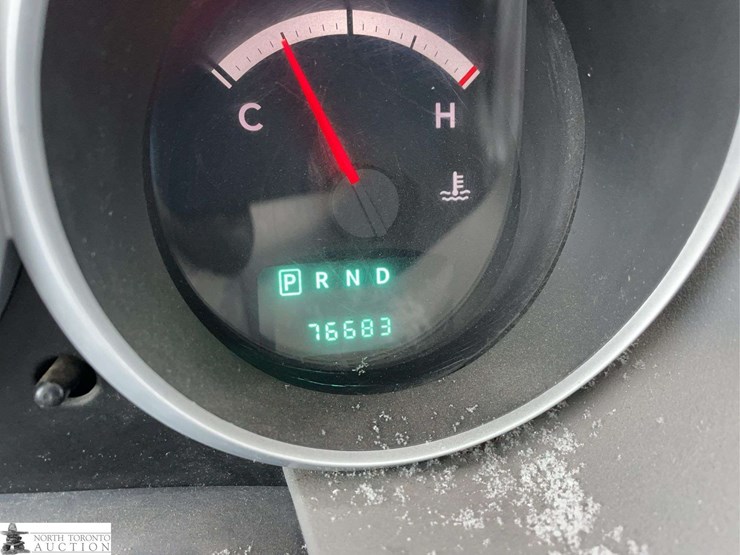 C H
P R N D
76683
NORTH TORONTO
AUCTION